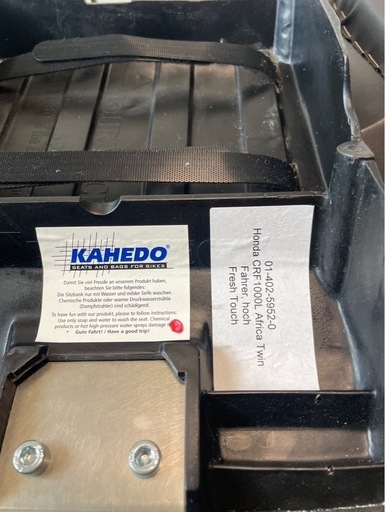 KAHEDO
SEATS AND BAGS FOR BIKES
Damit Sie viel Freude an unserem Produkt haben,
beachten Sie bitte folgendes:
Die Sitzbank nur mit Wasser und milder Seife waschen.
Chemische Produkte oder warme Druckwasserstrahle
(Dampfstrahler) sind schädigend.
To have fun with our products, please to follow instructions:
Use only soap and water to wash the seat. Chemical
products or hot high-pressure water sprays damage
Gute Fahrt! / Have a good trip!
01-402-5952-0
Honda CRF1000L Africa Twin
Fahrer, hoch
Fresh Touch